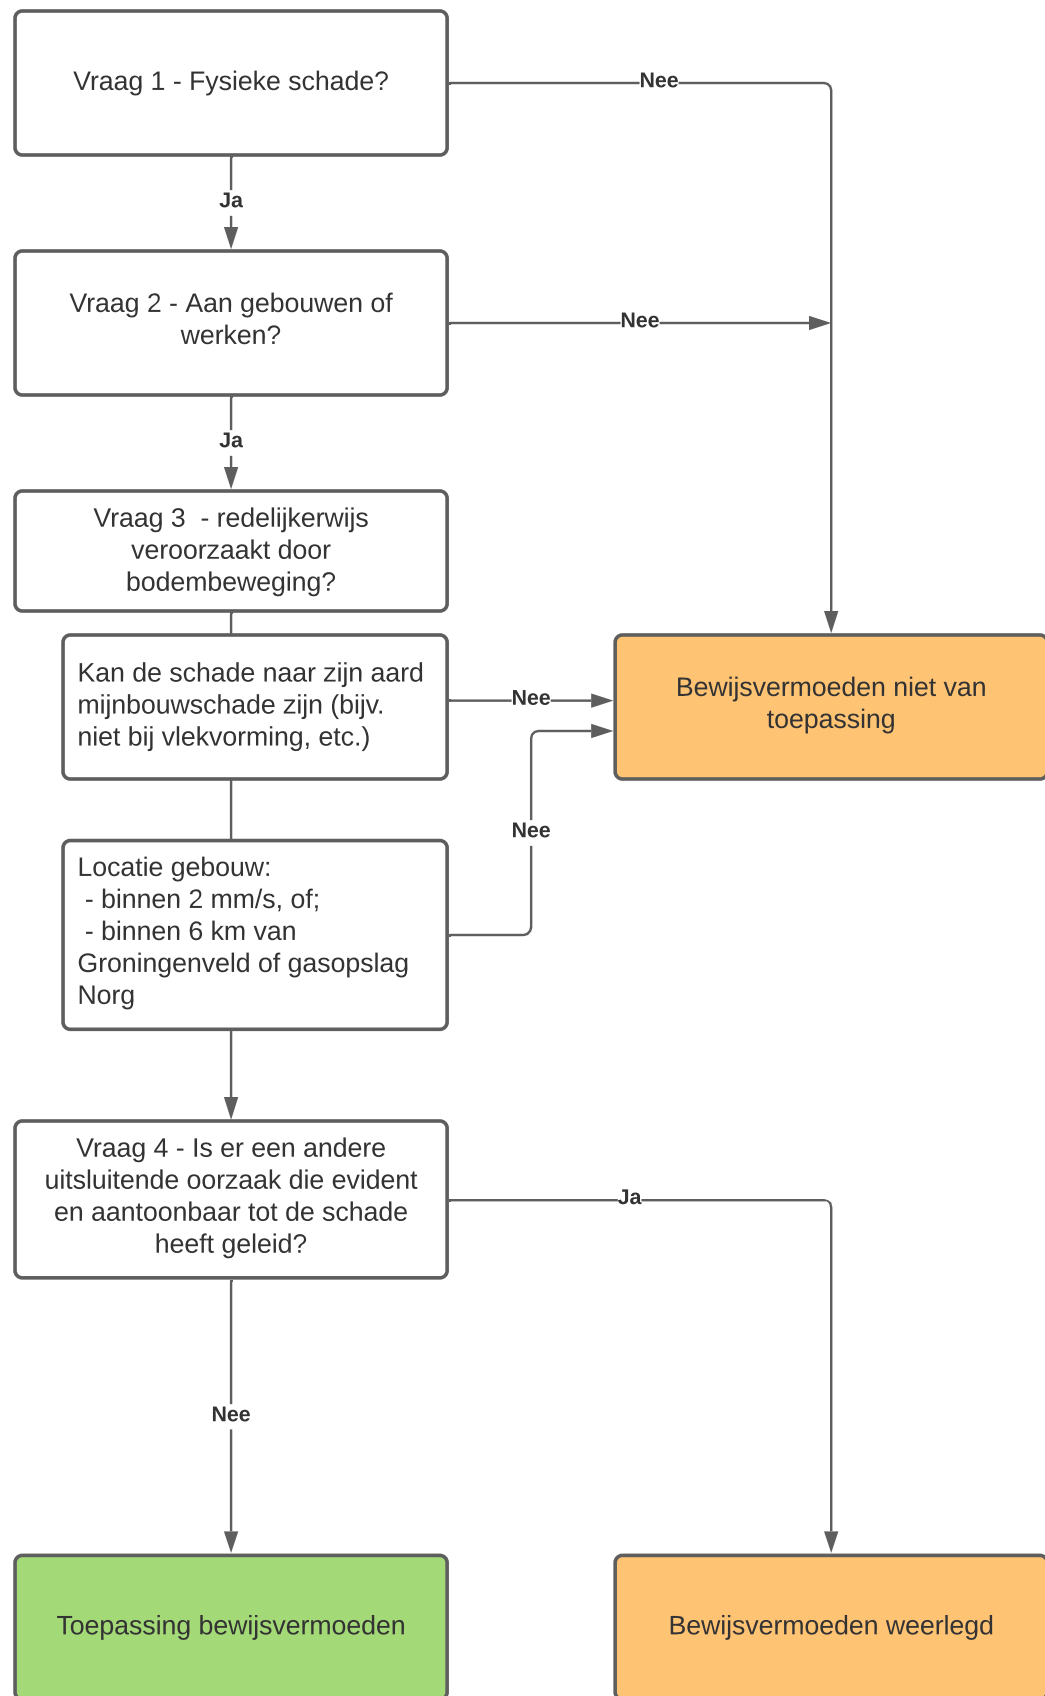 Vraag 1 - Fysieke schade?
Nee
Ja
Vraag 2 - Aan gebouwen of
werken?
Nee
Ja
Vraag 3  - redelijkerwijs
veroorzaakt door
bodembeweging?
Kan de schade naar zijn aard
mijnbouwschade zijn (bijv.
niet bij vlekvorming, etc.)
Nee
Bewijsvermoeden niet van
toepassing
Nee
Locatie gebouw:
- binnen 2 mm/s, of;
- binnen 6 km van
Groningenveld of gasopslag
Norg
Vraag 4 - Is er een andere
uitsluitende oorzaak die evident
en aantoonbaar tot de schade
heeft geleid?
Ja
Nee
Toepassing bewijsvermoeden
Bewijsvermoeden weerlegd